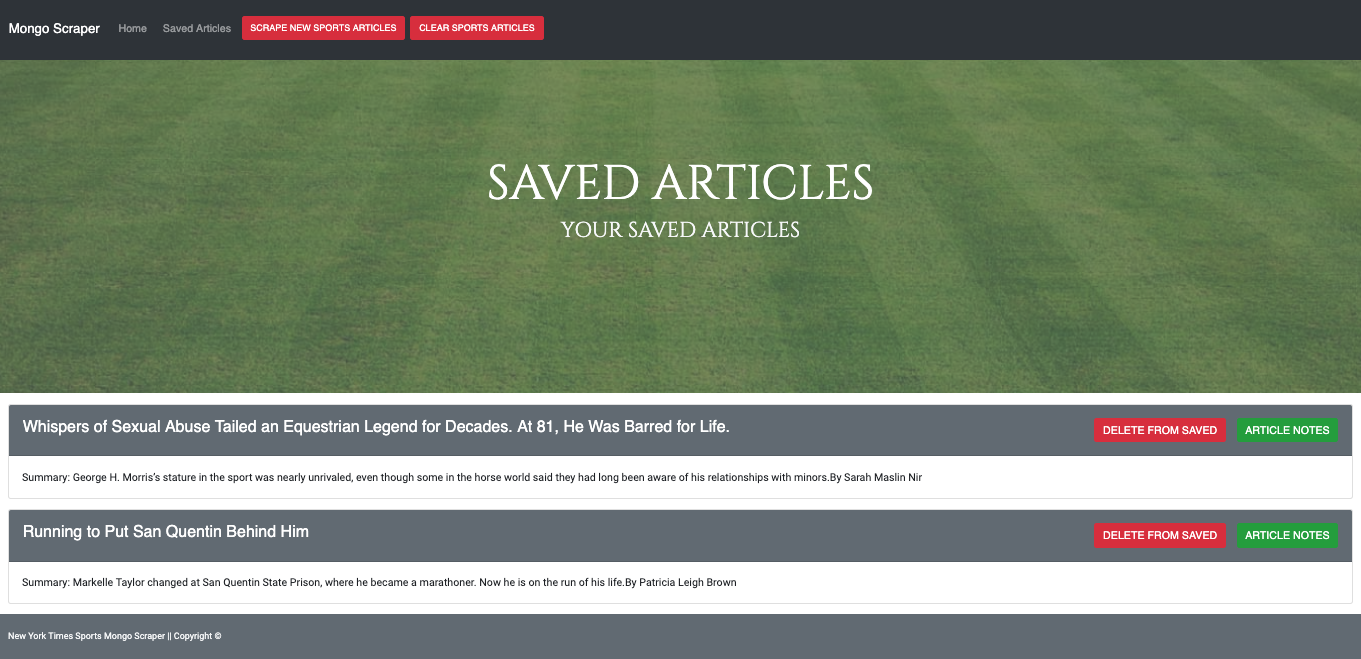 Mongo Scraper Home Saved Articles SCRAPE NEW SPORTS ARTICLES CLEAR SPORTS ARTICLES
SAVED ARTICLES
YOUR SAVED ARTICLES
Whispers of Sexual Abuse Tailed an Equestrian Legend for Decades. At 81, He Was Barred for Life. DELETE FROM SAVED ARTICLE NOTES
Summary: George H. Morris’s stature in the sport was nearly unrivaled, even though some in the horse world said they had long been aware of his relationships with minors.By Sarah Maslin Nir
Running to Put San Quentin Behind Him DELETE FROM SAVED ARTICLE NOTES
Summary: Markelle Taylor changed at San Quentin State Prison, where he became a marathoner. Now he is on the run of his life.By Patricia Leigh Brown
New York Times Sports Mongo Scraper || Copyright ©